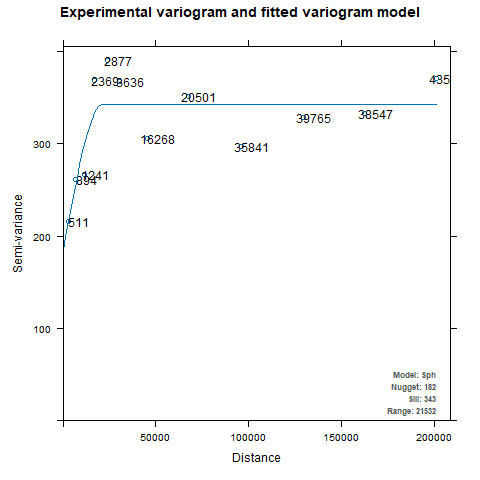 Experimental variogram and fitted variogram model
2877
2369
3636
20501
435
39765
38547
16268
35841
1241
894
511
300
200
100
Semi-variance
Model: Sph
Nugget: 182
Sill: 343
Range: 21532
50000 100000 150000 200000
Distance